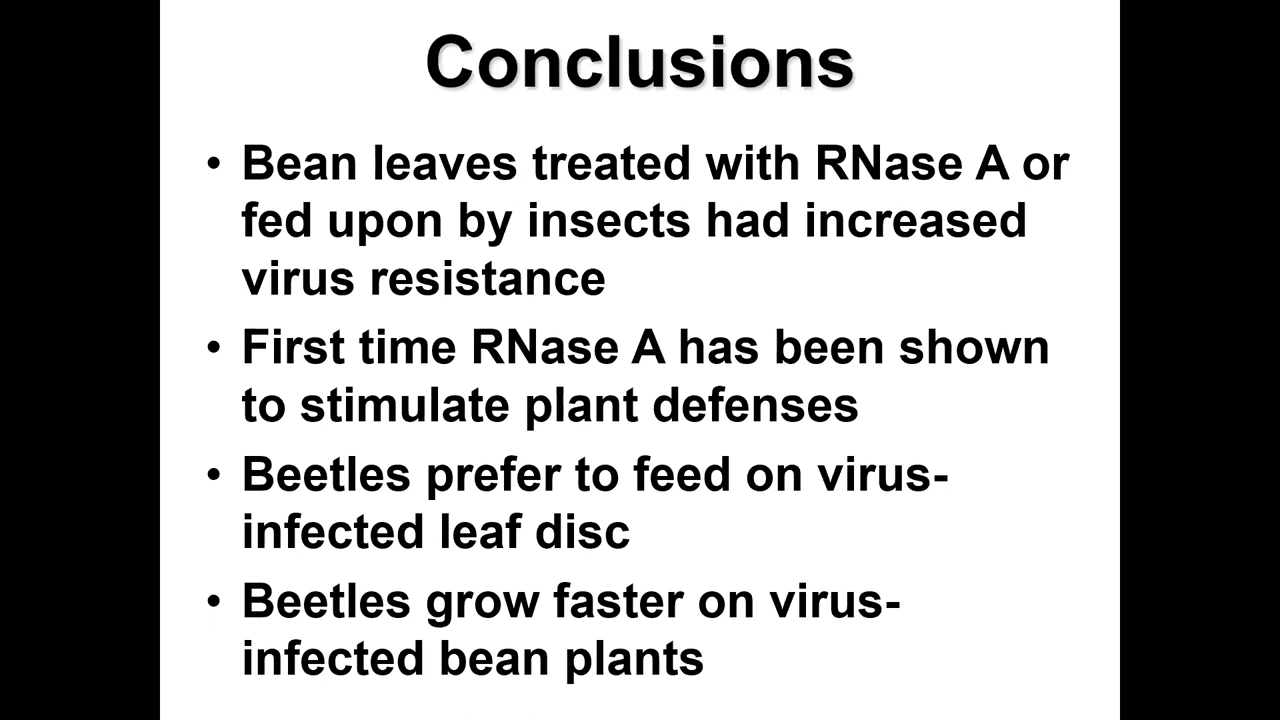 Conclusions
• Bean leaves treated with RNase A or
fed upon by insects had increased
virus resistance
• First time RNase A has been shown
to stimulate plant defenses
• Beetles prefer to feed on virus-
infected leaf disc
• Beetles grow faster on virus-
infected bean plants